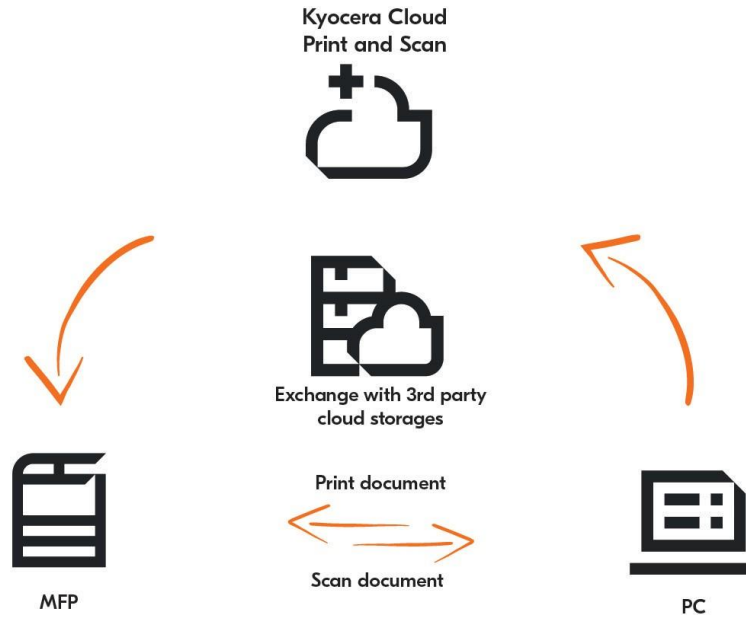 Kyocera Cloud
Print and Scan
Exchange with 3rd party
cloud storages
Print document
Scan document
MFP
PC